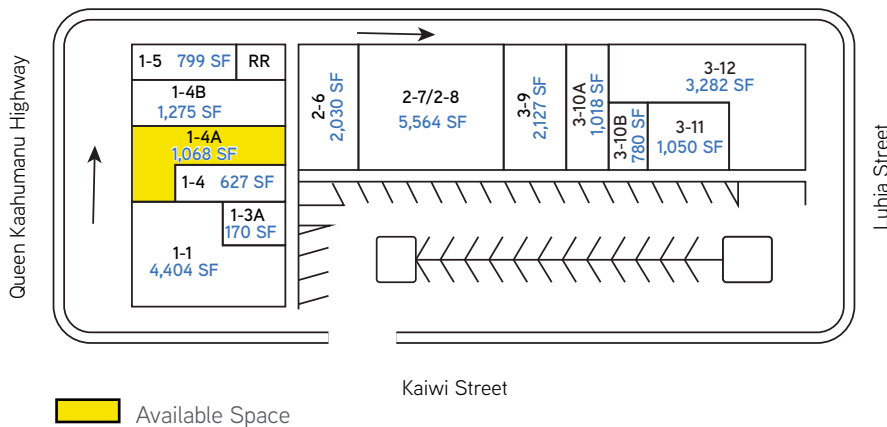 Queen Kaahumanu Highway
1-5 799 SF
RR
1-4B
1,275 SF
1-4A
1,068 SF
1-4 627 SF
1-3A
170 SF
1-1
4,404 SF
2-6
2,030 SF
2-7/2-8
5,564 SF
3-9
2,127 SF
3-10A
1,018 SF
3-12
3,282 SF
3-10B
780 SF
3-11
1,050 SF
Luhia Street
Kaiwi Street
Available Space